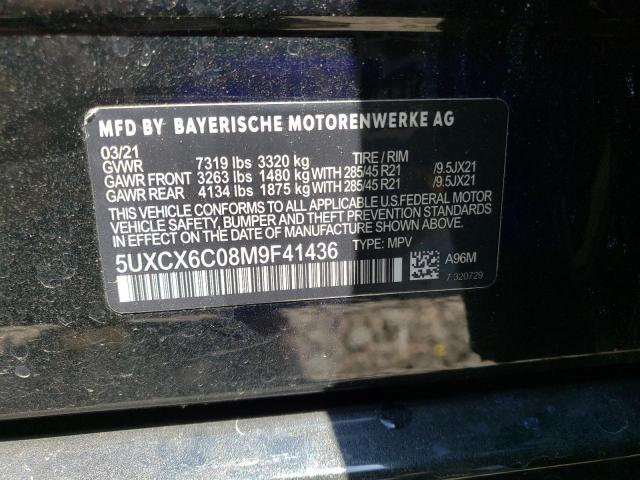 MFD BY BAYERISCHE MOTORENWERKE AG
03/21
GVWR 7319 lbs 3320 kg TIRE / RIM
GAWR FRONT 3263 lbs 1480 kg WITH 285/45 R21 /9.5JX21
GAWR REAR 4134 lbs 1875 kg WITH 285/45 R21 /9.5JX21
THIS VEHICLE CONFORMS TO ALL APPLICABLE U.S.FEDERAL MOTOR
VEHICLE SAFETY, BUMPER AND THEFT PREVENTION STANDARDS
IN EFFECT ON THE DATE OF MANUFACTURE SHOWN ABOVE.
5UXCX6C08M9F41436 TYPE: MPV
A96M
7 320729